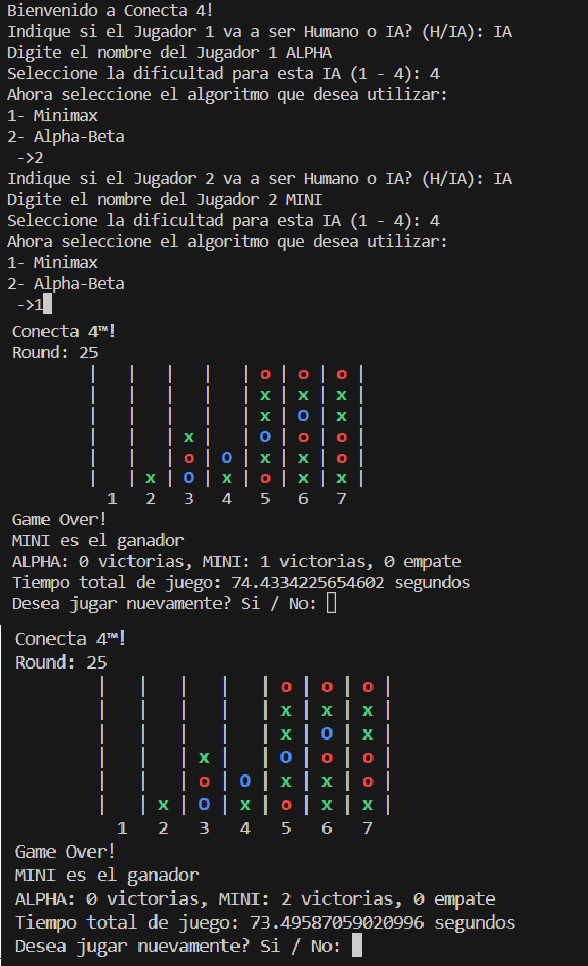 Bienvenido a Conecta 4!
Indique si el Jugador 1 va a ser Humano o IA? (H/IA): IA
Digite el nombre del Jugador 1 ALPHA
Seleccione la dificultad para esta IA (1 - 4): 4
Ahora seleccione el algoritmo que desea utilizar:
1- Minimax
2- Alpha-Beta
->2
Indique si el Jugador 2 va a ser Humano o IA? (H/IA): IA
Digite el nombre del Jugador 2 MINI
Seleccione la dificultad para esta IA (1 - 4): 4
Ahora seleccione el algoritmo que desea utilizar:
1- Minimax
2- Alpha-Beta
->1
Conecta 4™!
Round: 25
|   |   |   |   | o | o | o |
|   |   |   |   | x | x | x |
|   |   |   |   | x | O | x |
|   |   | x |   | O | o | o |
|   |   | o | O | x | x | o |
|   | x | O | x | o | x | x |
1 2 3 4 5 6 7
Game Over!
MINI es el ganador
ALPHA: 0 victorias, MINI: 1 victorias, 0 empate
Tiempo total de juego: 74.4334225654602 segundos
Desea jugar nuevamente? Si / No:
Conecta 4™!
Round: 25
|   |   |   |   | o | o | o |
|   |   |   |   | x | x | x |
|   |   |   |   | x | O | x |
|   |   | x |   | O | o | o |
|   |   | o | O | x | x | o |
|   | x | O | x | o | x | x |
1 2 3 4 5 6 7
Game Over!
MINI es el ganador
ALPHA: 0 victorias, MINI: 2 victorias, 0 empate
Tiempo total de juego: 73.49587059020996 segundos
Desea jugar nuevamente? Si / No: